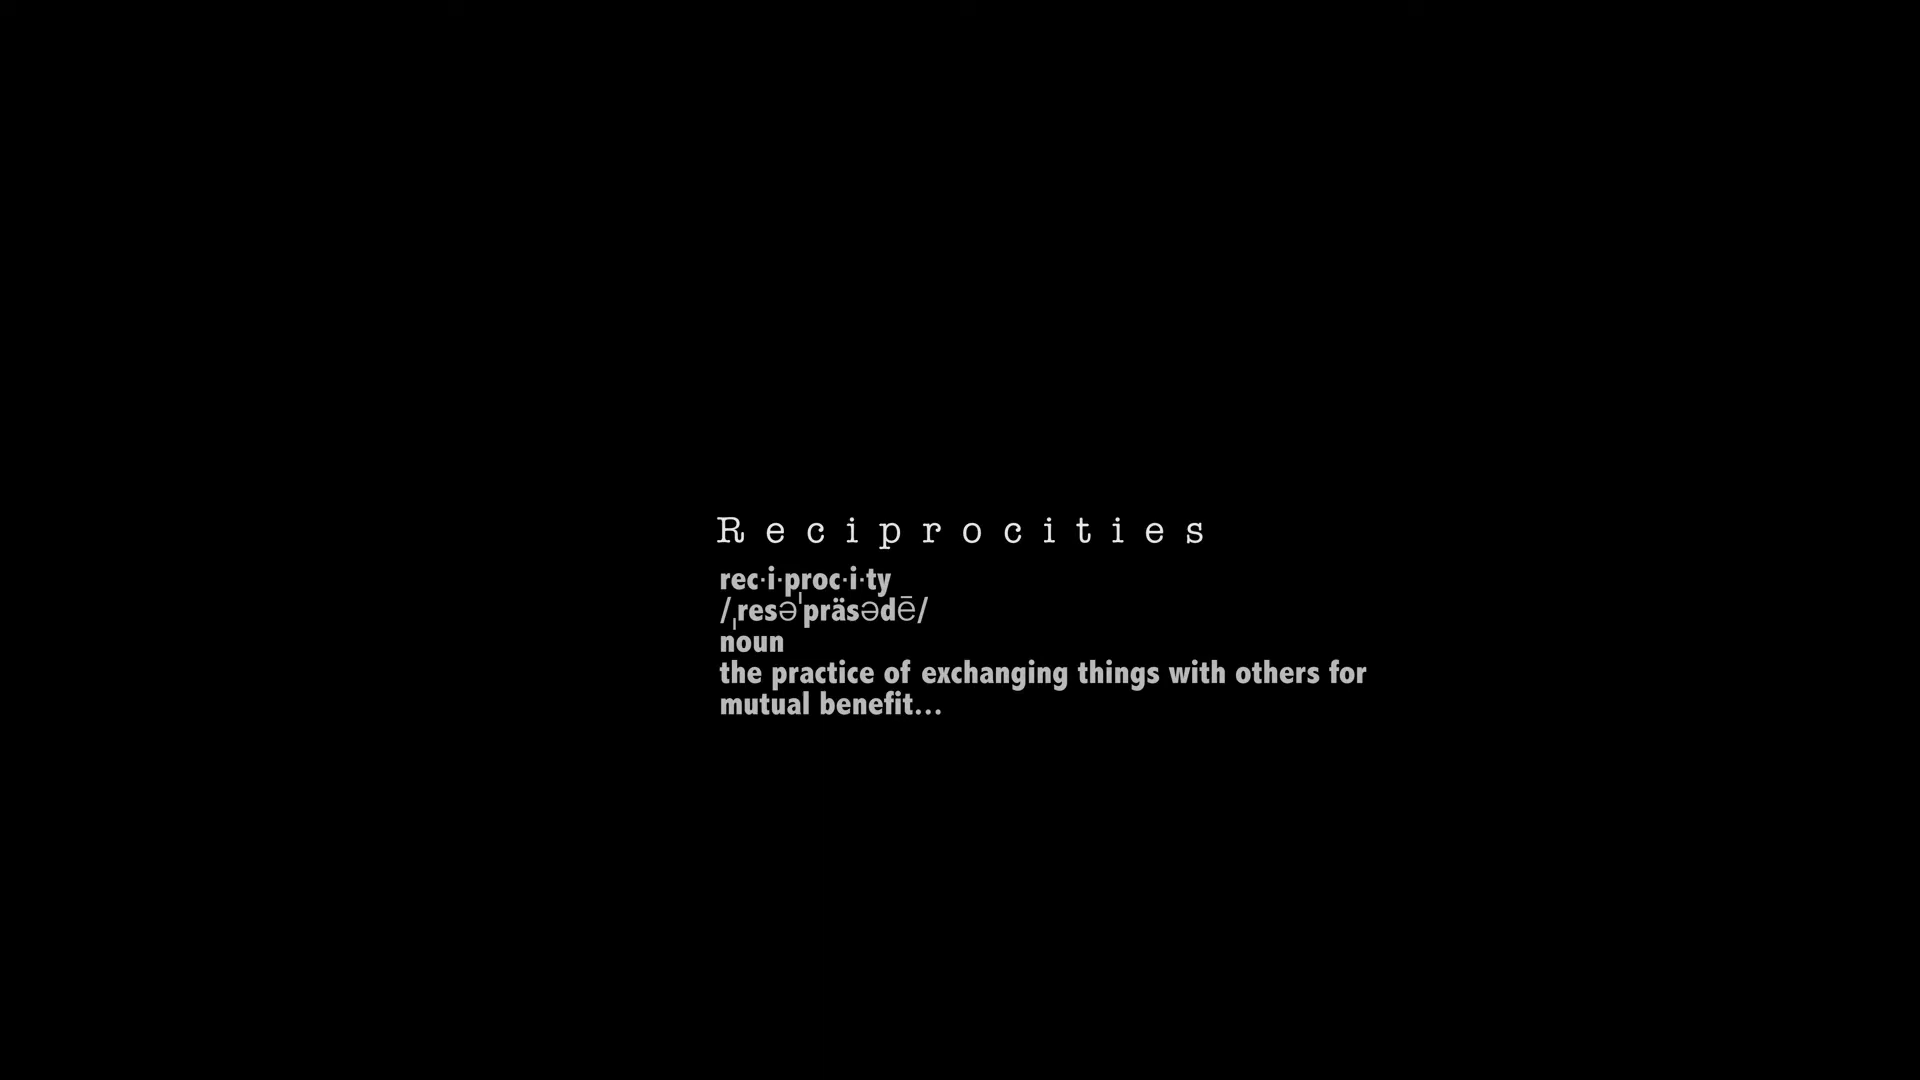 Reciprocities
rec·i·proc·i·ty
/ˌresəˈpräsədē/
noun
the practice of exchanging things with others for
mutual benefit...